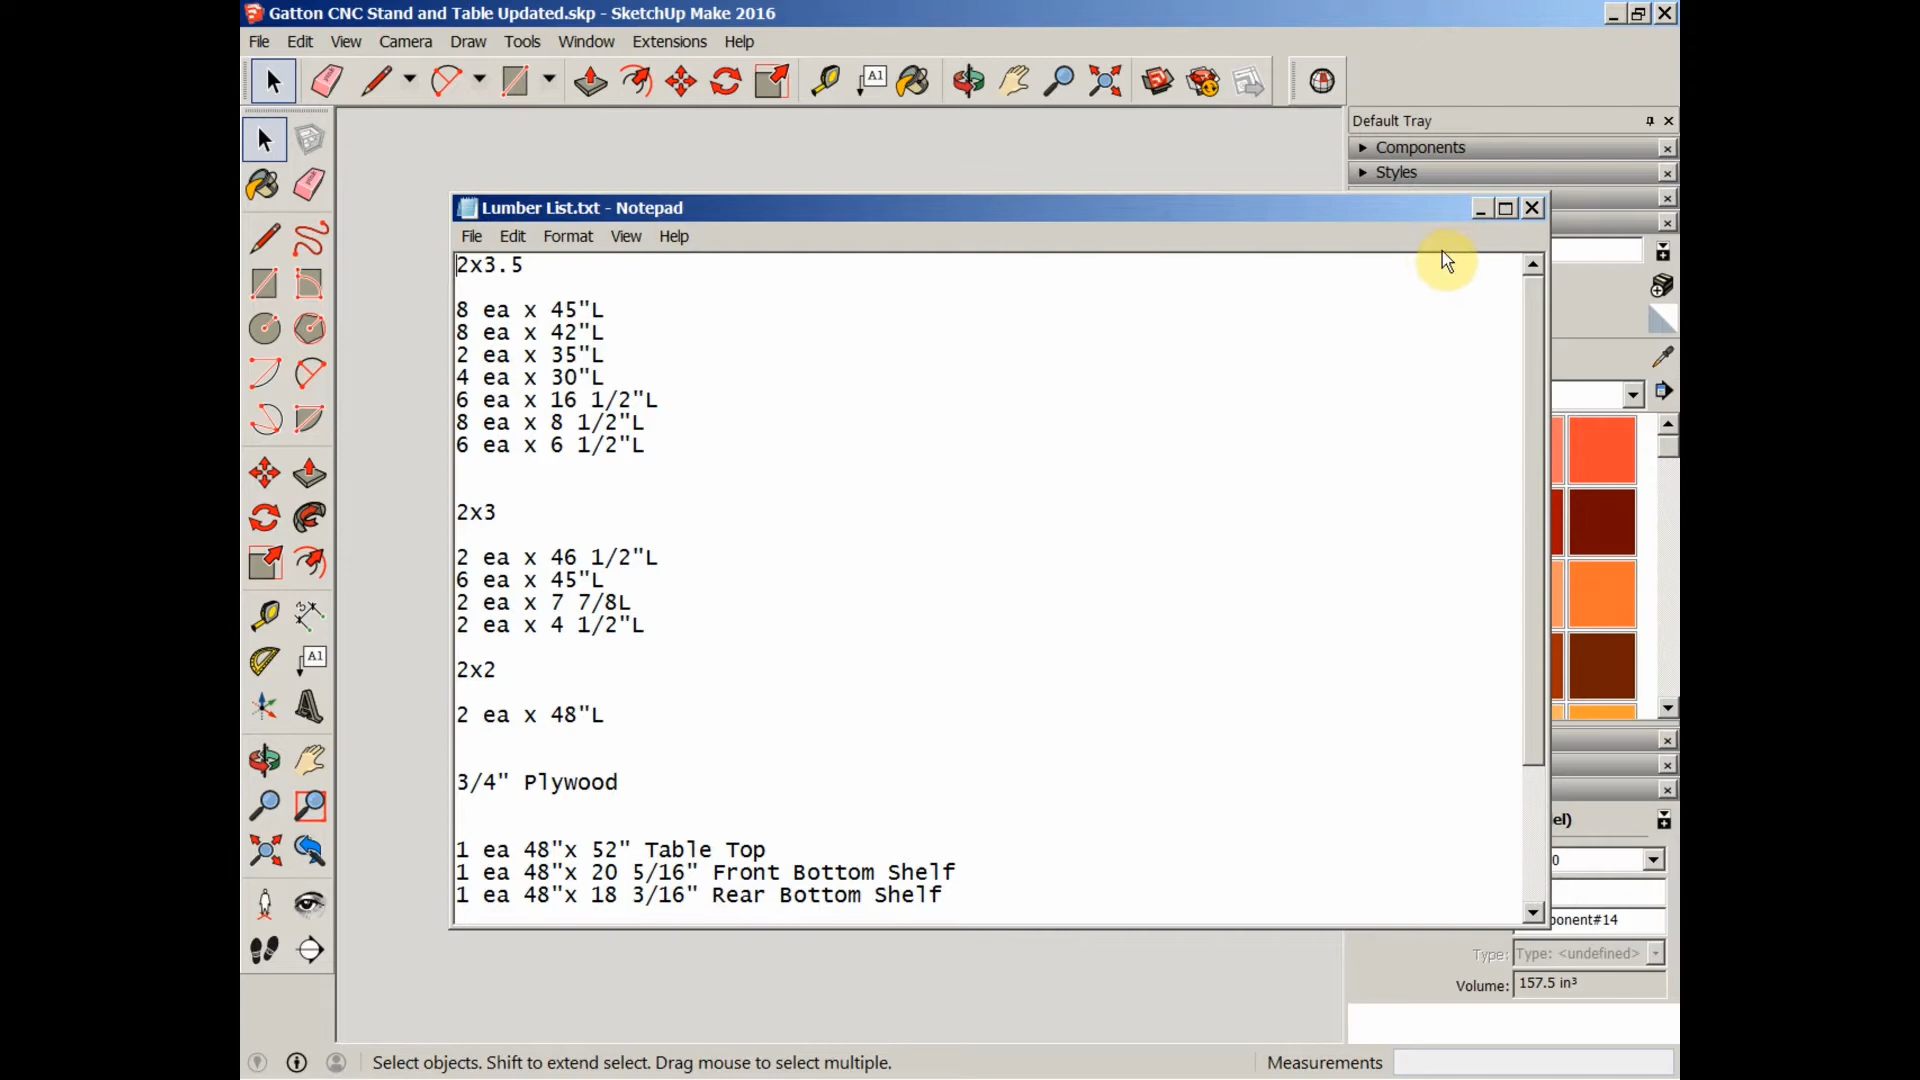 Gatton CNC Stand and Table Updated.skp - SketchUp Make 2016
File Edit View Camera Draw Tools Window Extensions Help
A1
Default Tray
Components
Styles
Lumber List.txt - Notepad
File Edit Format View Help
2x3.5
8 ea x 45"L
8 ea x 42"L
2 ea x 35"L
4 ea x 30"L
6 ea x 16 1/2"L
8 ea x 8 1/2"L
6 ea x 6 1/2"L
2x3
2 ea x 46 1/2"L
6 ea x 45"L
2 ea x 7 7/8L
2 ea x 4 1/2"L
2x2
2 ea x 48"L
3/4" Plywood
1 ea 48"x 52" Table Top
1 ea 48"x 20 5/16" Front Bottom Shelf
1 ea 48"x 18 3/16" Rear Bottom Shelf
A1
el)
0
ponent#14
Type: Type: <undefined>
Volume: 157.5 in³
Select objects. Shift to extend select. Drag mouse to select multiple.
Measurements